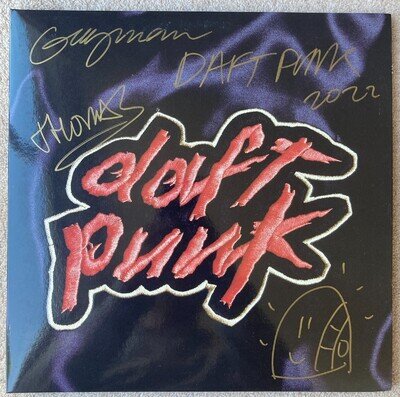 Guyman
DAFT PUNK
2022
THOMAS
daft
punk